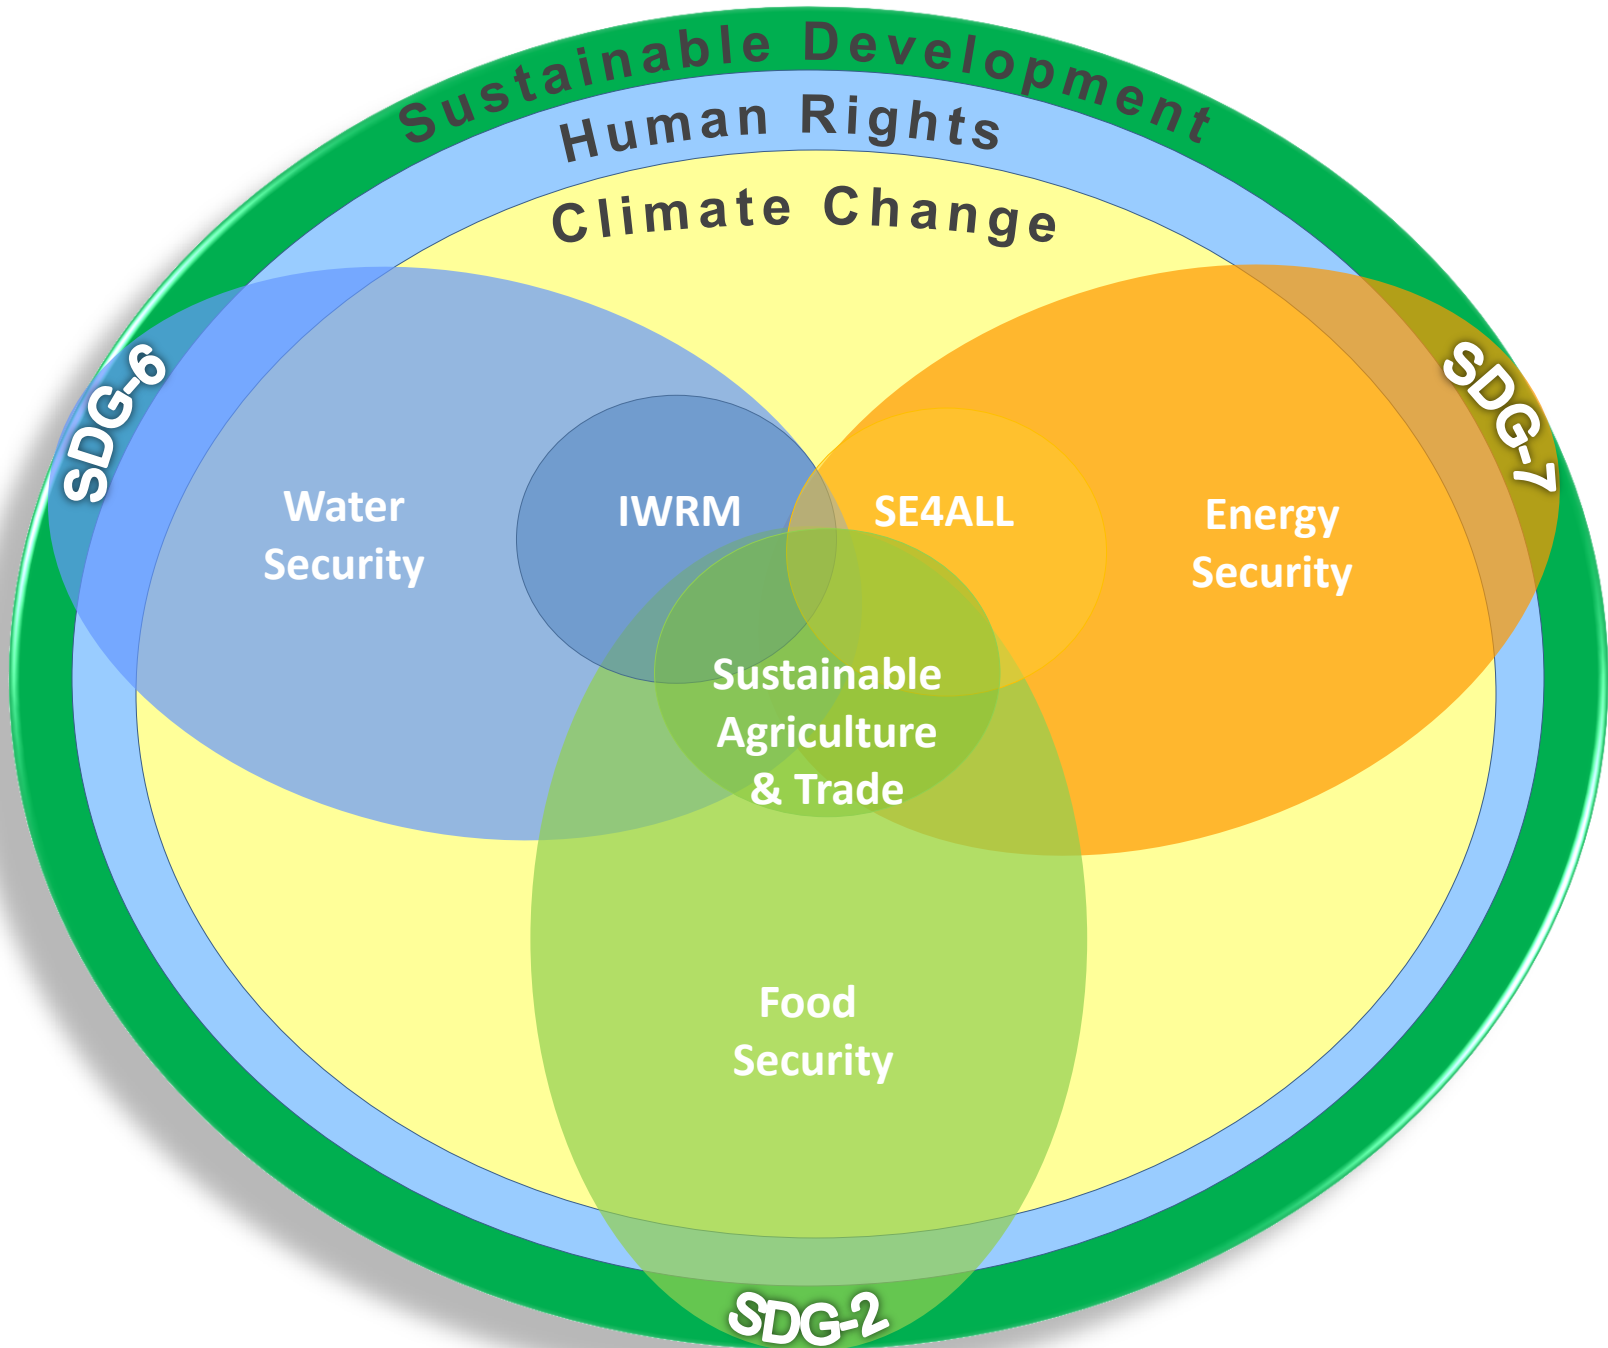 Sustainable Development
Human Rights
Climate Change
SDG-6
SDG-7
Water
Security
IWRM
SE4ALL
Energy
Security
Sustainable
Agriculture
& Trade
Food
Security
SDG-2